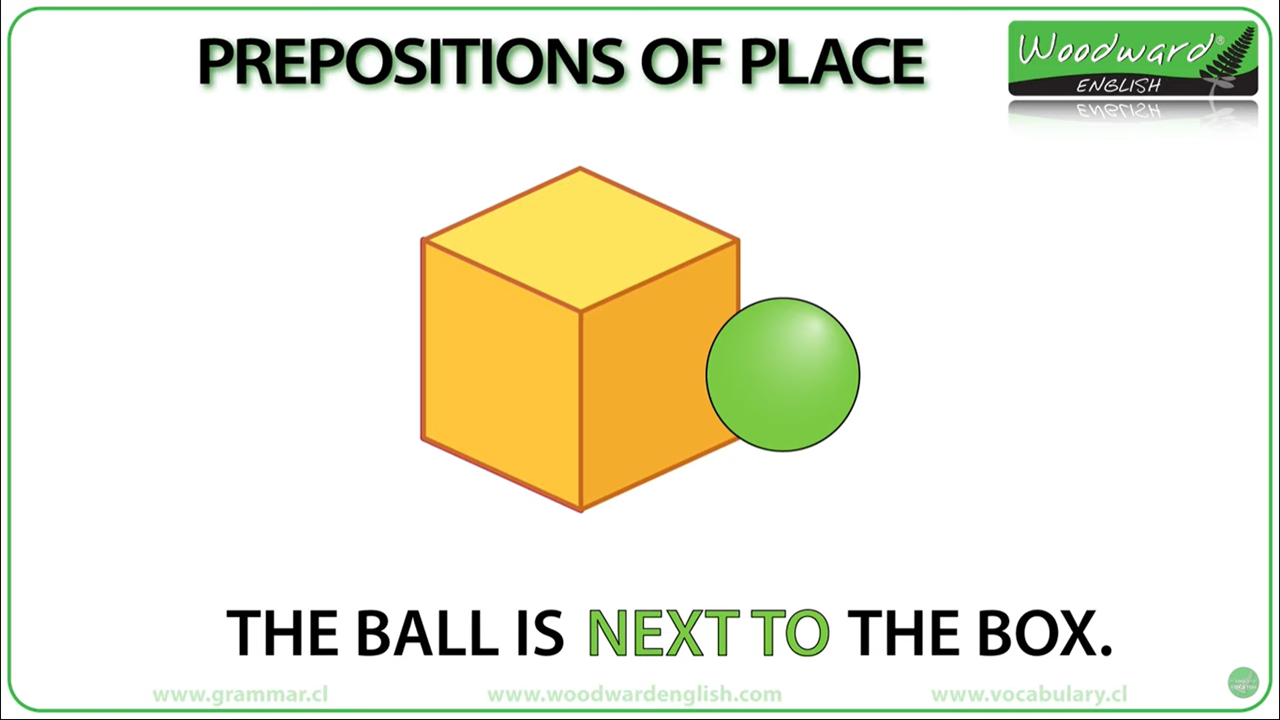 PREPOSITIONS OF PLACE
Woodward®
ENGLISH
THE BALL IS NEXT TO THE BOX.
www.grammar.cl www.woodwardenglish.com www.vocabulary.cl